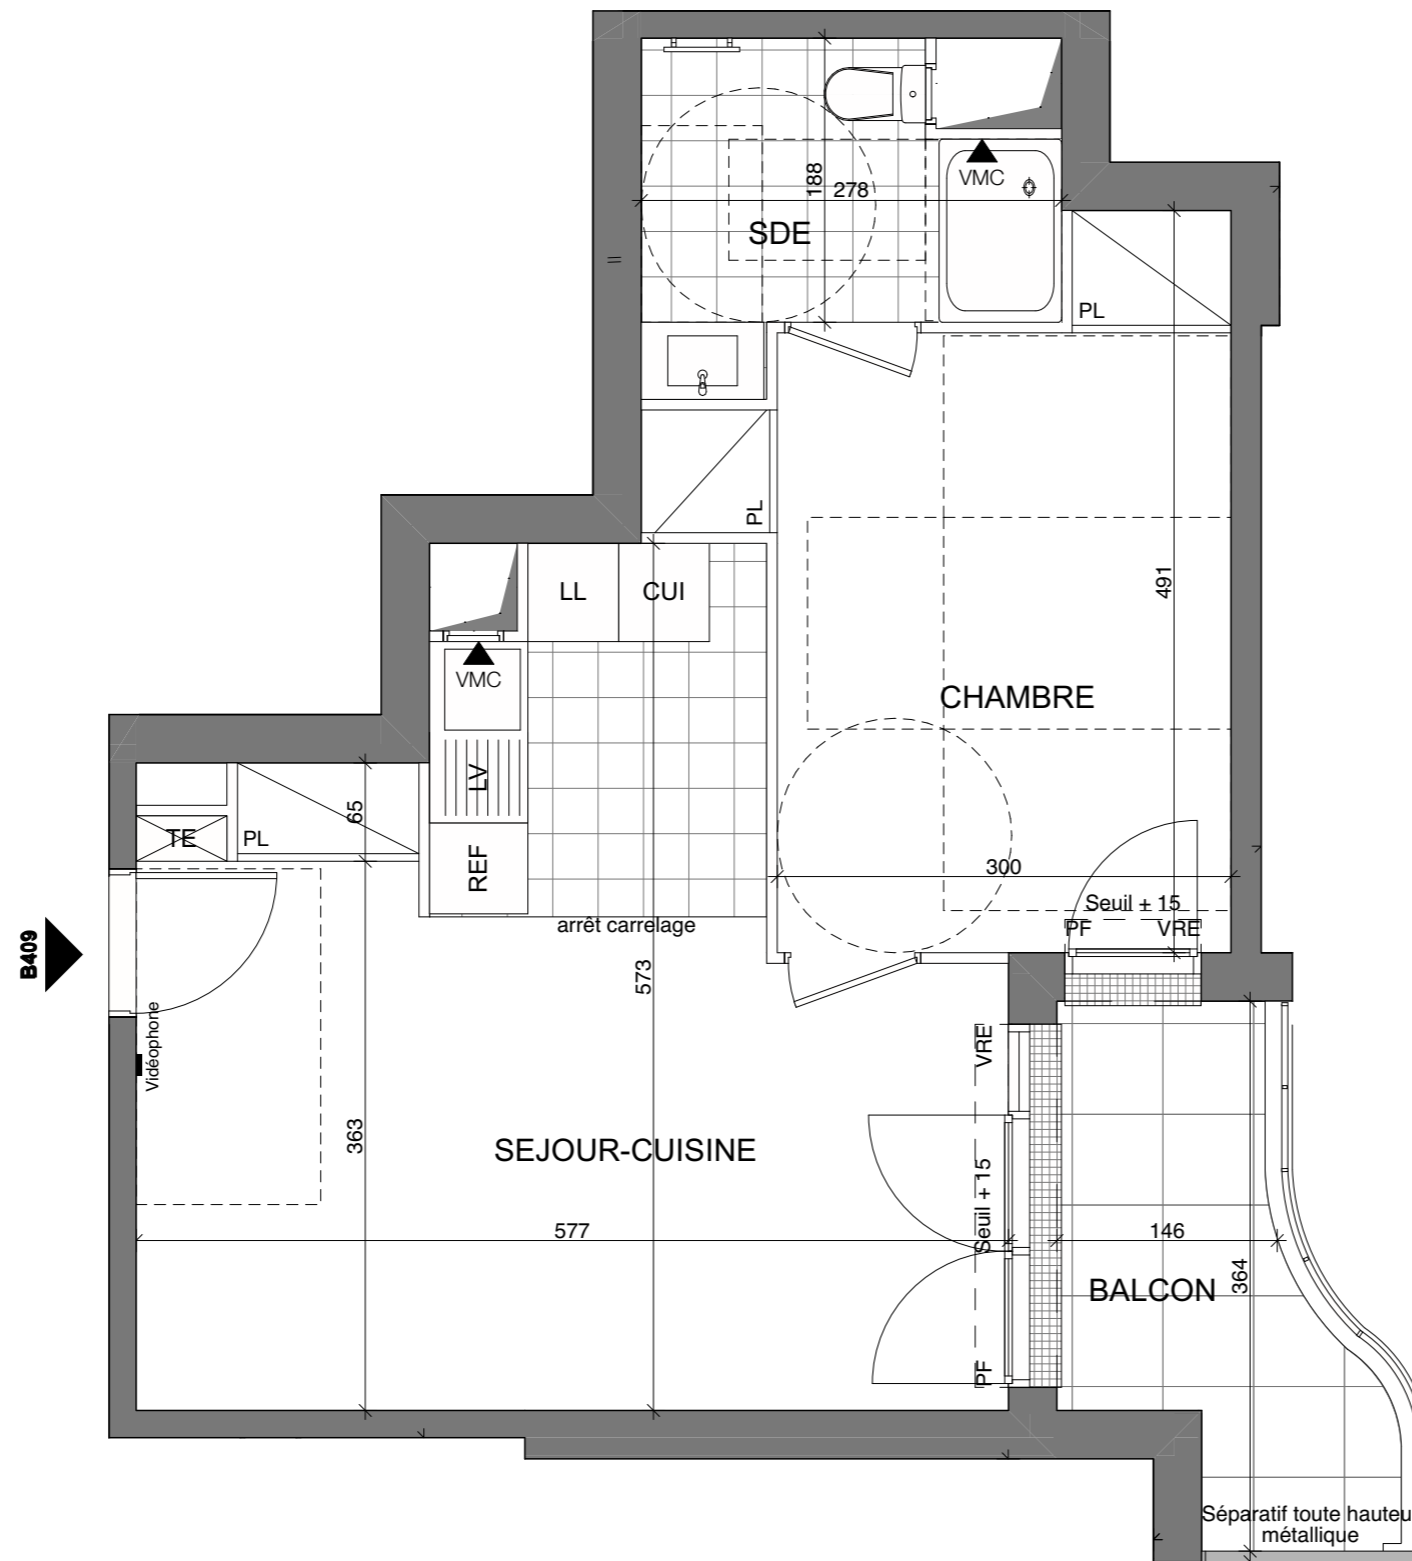 188
278
VMC
SDE
PL
PL
LL
CUI
491
VMC
CHAMBRE
LV
65
TE
PL
REF
300
Seuil + 15
PF
VRE
arrêt carrelage
B409
573
Vidéophone
VRE
363
SEJOUR-CUISINE
Seuil + 15
577
146
364
BALCON
PF
Séparatif toute hauteu
métallique